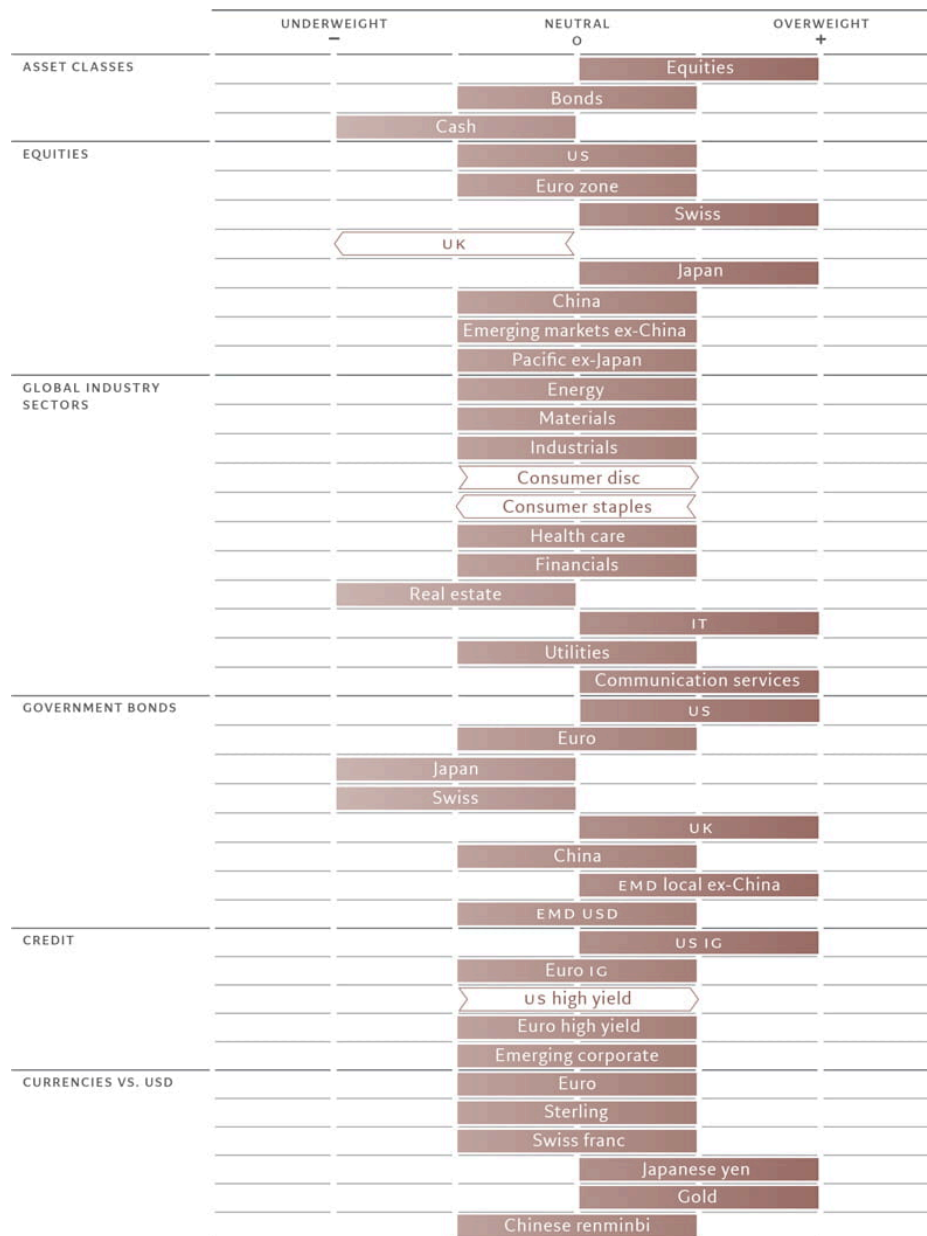 UNDERWEIGHT NEUTRAL OVERWEIGHT
– O +
ASSET CLASSES Equities
Bonds
Cash
EQUITIES US
Euro zone
Swiss
UK
Japan
China
Emerging markets ex-China
Pacific ex-Japan
GLOBAL INDUSTRY Energy
SECTORS Materials
Industrials
Consumer disc
Consumer staples
Health care
Financials
Real estate
IT
Utilities
Communication services
GOVERNMENT BONDS US
Euro
Japan
Swiss
UK
China
EMD local ex-China
EMD USD
CREDIT US IG
Euro IG
US high yield
Euro high yield
Emerging corporate
CURRENCIES VS. USD Euro
Sterling
Swiss franc
Japanese yen
Gold
Chinese renminbi